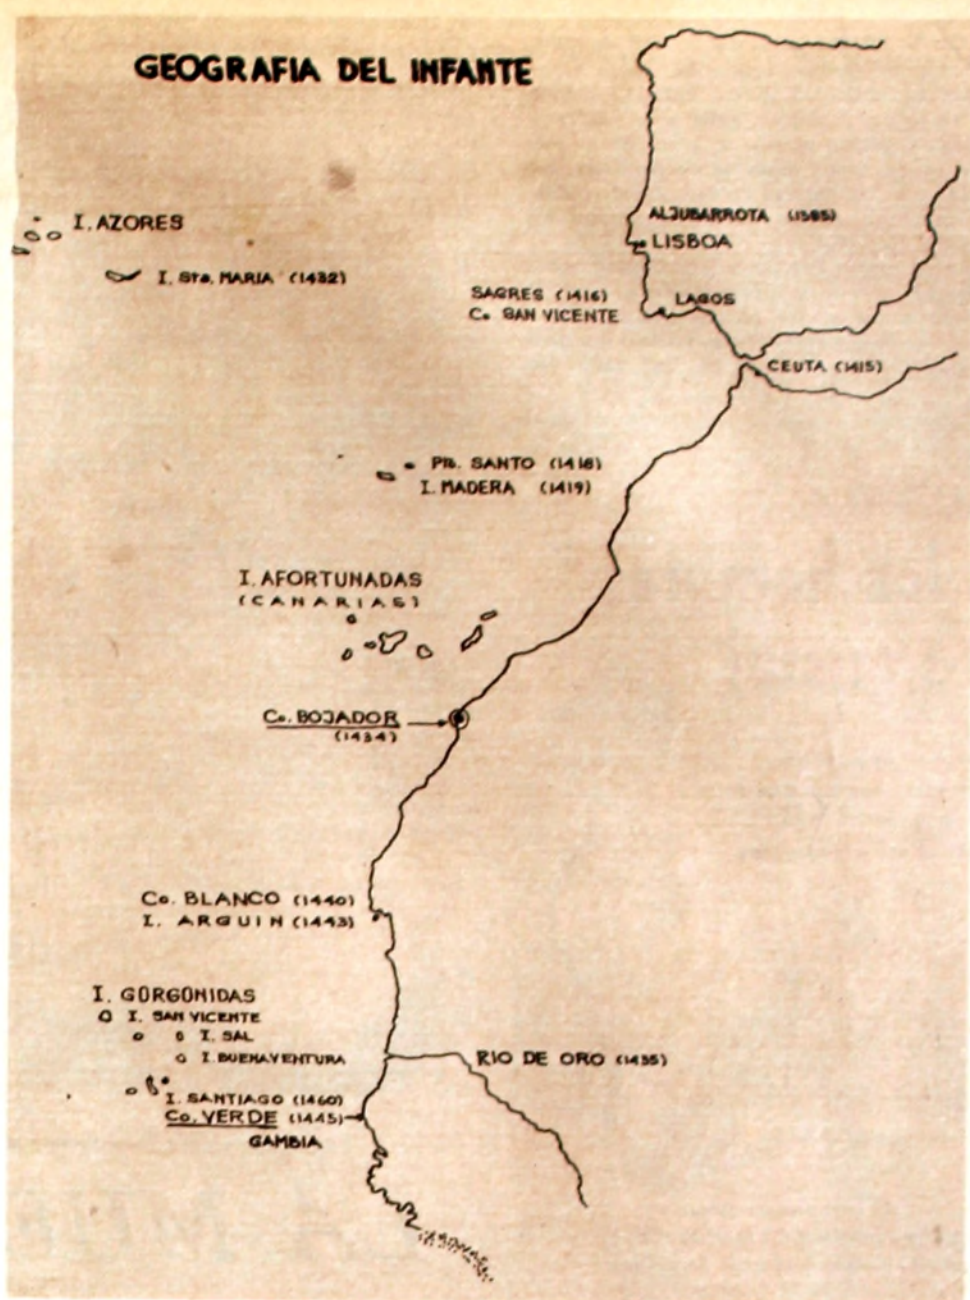 GEOGRAFIA DEL INFANTE
I. AZORES
I. Sta. MARIA (1432)
ALJUBARROTA (1385)
LISBOA
SAGRES (1416)
Co. SAN VICENTE
LAGOS
CEUTA (1415)
Pto. SANTO (1418)
I. MADERA (1419)
I. AFORTUNADAS
(CANARIAS)
Co. BOJADOR
(1434)
Co. BLANCO (1440)
I. ARGUIN (1443)
I. GORGONIDAS
I. SAN VICENTE
I. SAL
I. BUENAVENTURA
RIO DE ORO (1435)
I. SANTIAGO (1460)
Co. VERDE (1445)
GAMBIA